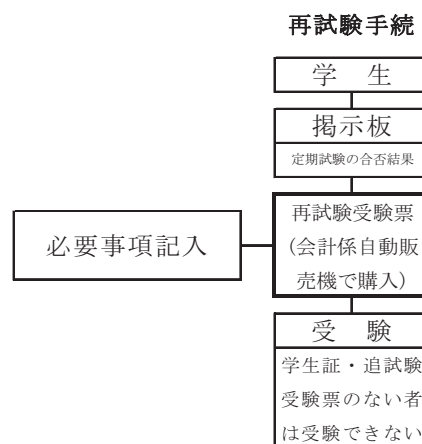 再試験手続
学　生
掲示板
定期試験の合否結果
再試験受験票
(会計係自動販
売機で購入)
必要事項記入
受　験
学生証・追試験
受験票のない者
は受験できない